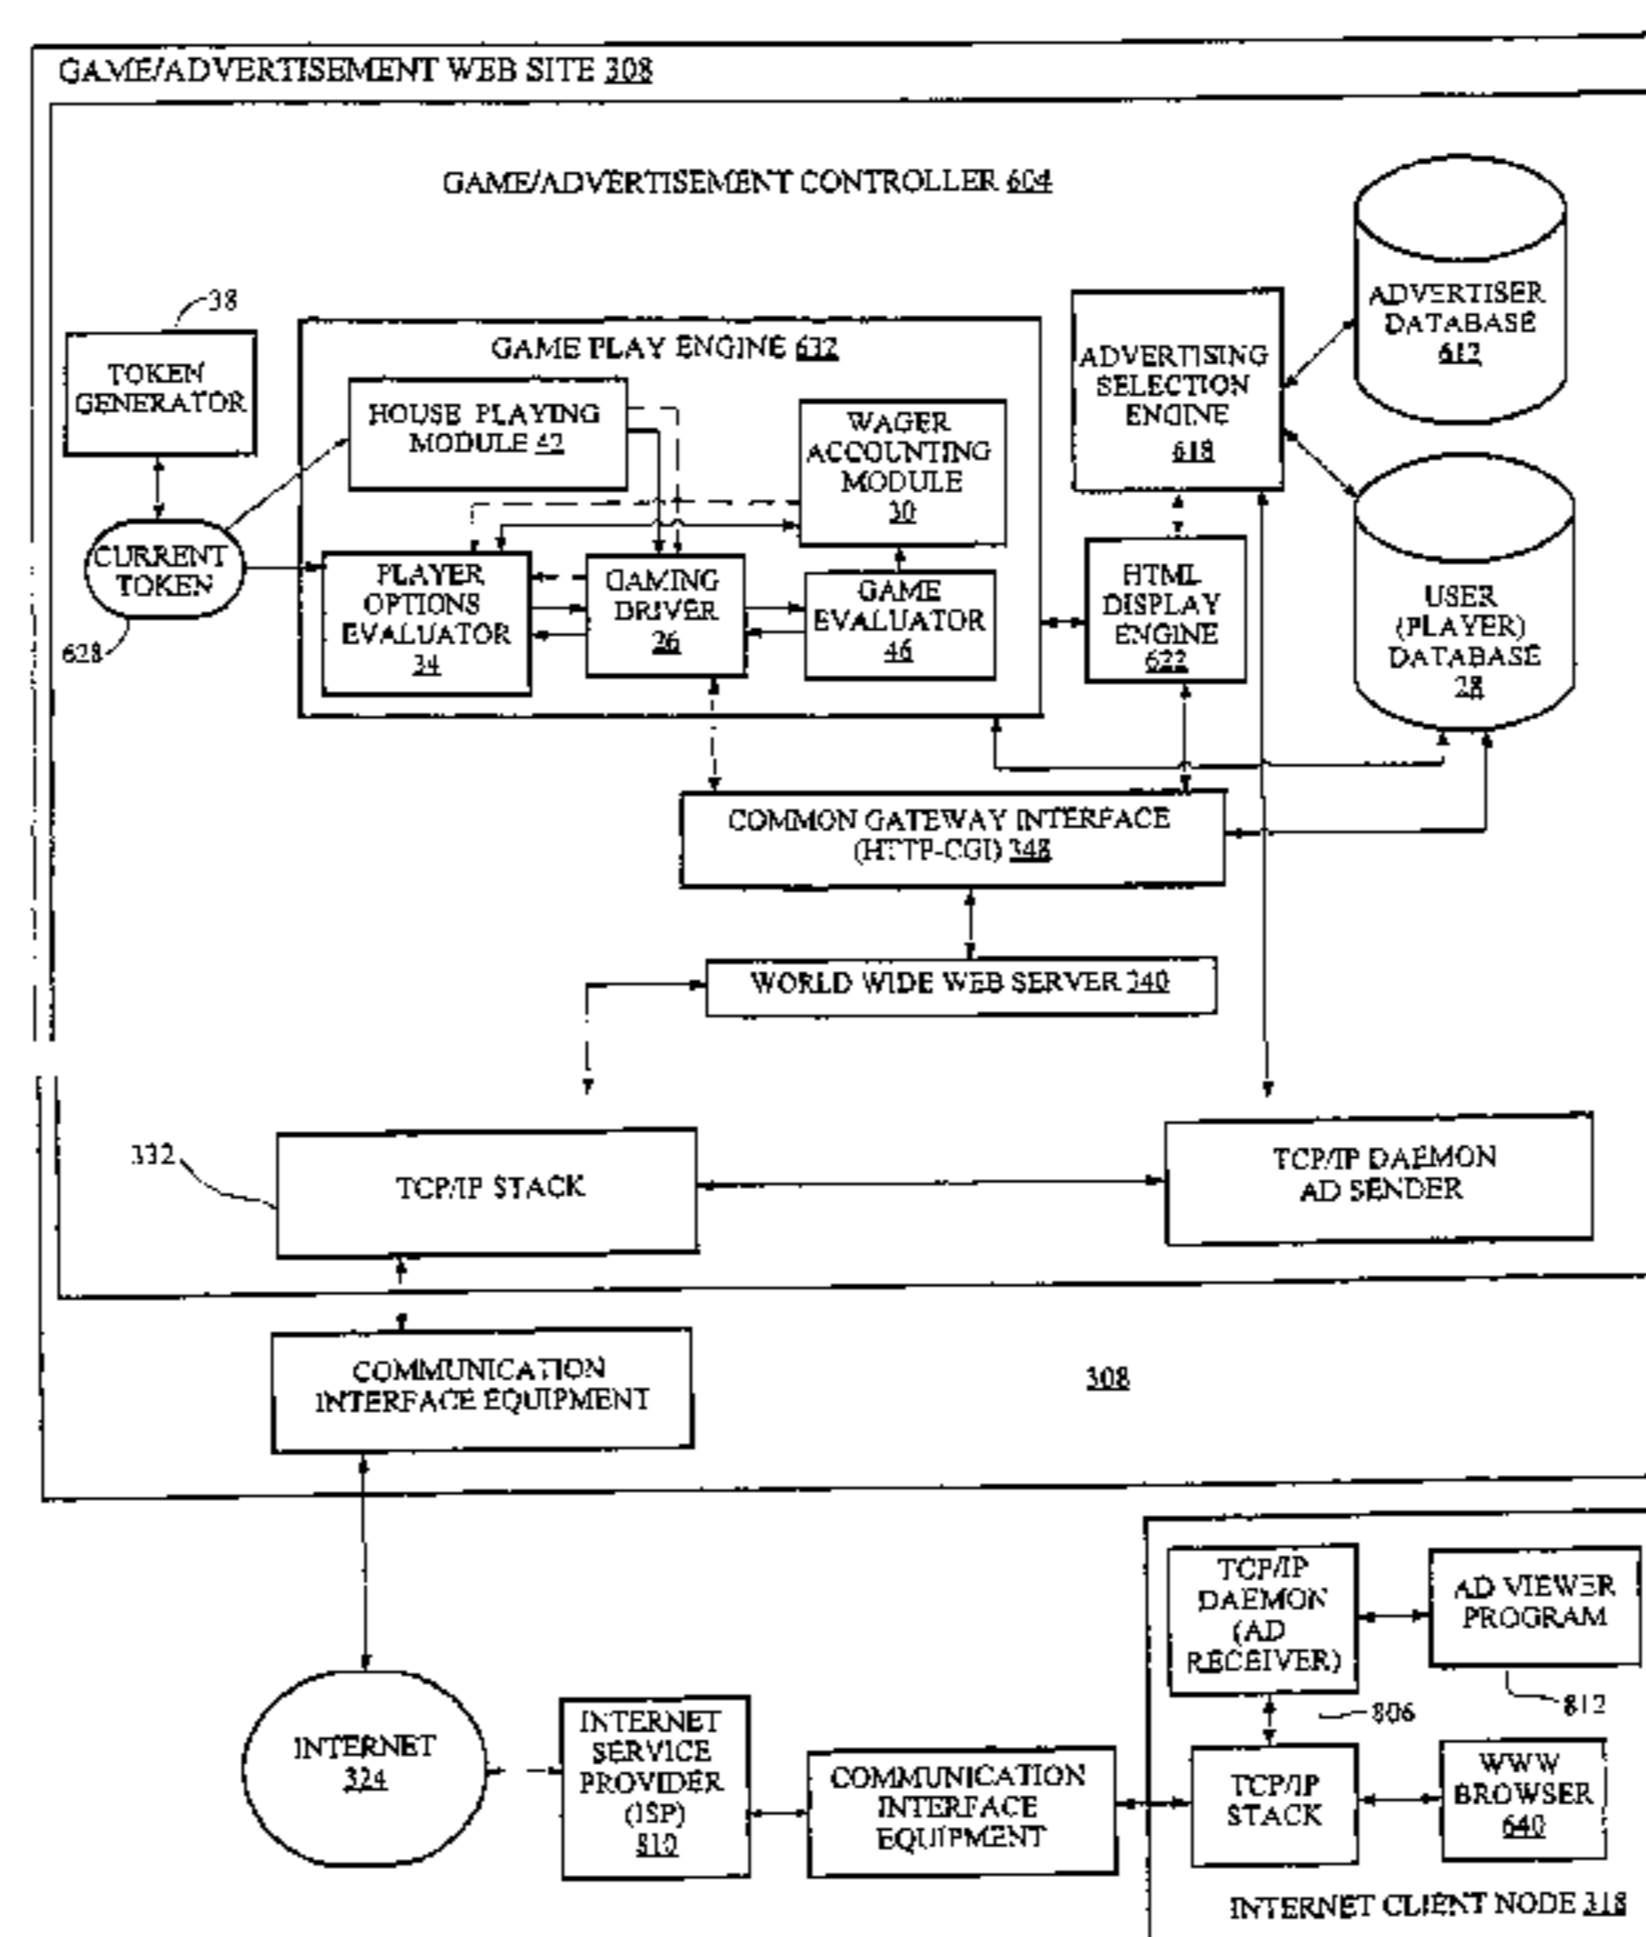 GAME/ADVERTISEMENT WEB SITE 308
GAME/ADVERTISEMENT CONTROLLER 604
38
TOKEN
GENERATOR
CURRENT
TOKEN
628
GAME PLAY ENGINE 632
HOUSE PLAYING
MODULE 42
WAGER
ACCOUNTING
MODULE
30
PLAYER
OPTIONS
EVALUATOR
34
GAMING
DRIVER
26
GAME
EVALUATOR
46
ADVERTISING
SELECTION
ENGINE
618
HTML
DISPLAY
ENGINE
622
ADVERTISER
DATABASE
612
USER
(PLAYER)
DATABASE
28
COMMON GATEWAY INTERFACE
(HTTP-CGI) 348
WORLD WIDE WEB SERVER 340
332
TCP/IP STACK
TCP/IP DAEMON
AD SENDER
COMMUNICATION
INTERFACE EQUIPMENT
308
INTERNET
324
INTERNET
SERVICE
PROVIDER
(ISP)
810
COMMUNICATION
INTERFACE
EQUIPMENT
TCP/IP
DAEMON
(AD
RECEIVER)
AD VIEWER
PROGRAM
812
806
TCP/IP
STACK
WWW
BROWSER
640
INTERNET CLIENT NODE 318